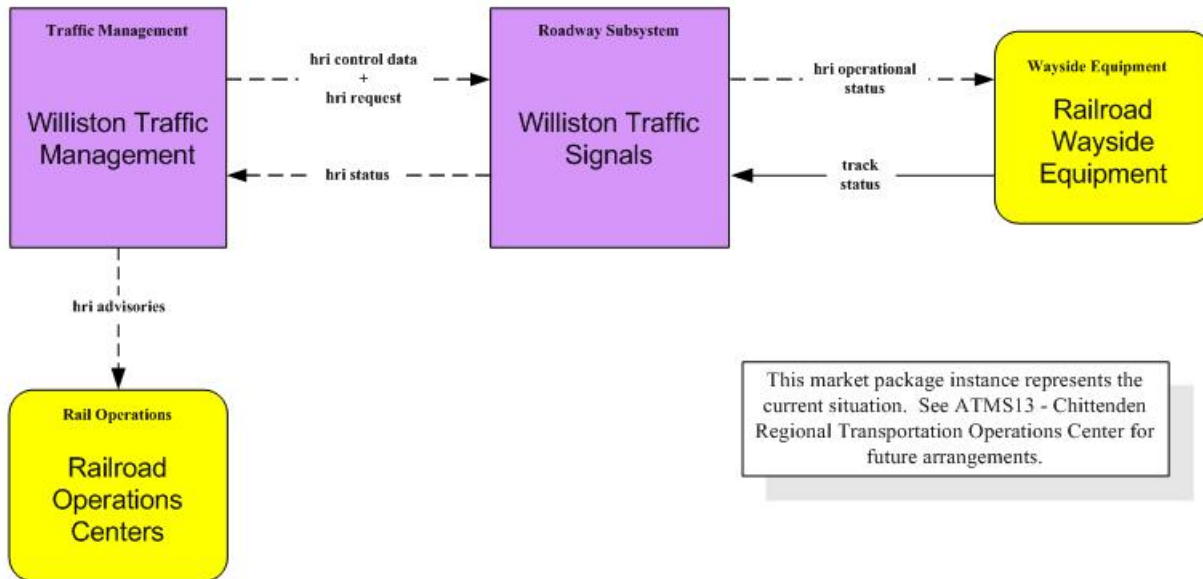 Traffic Management
Williston Traffic
Management
hri control data
+
hri request
hri status
Roadway Subsystem
Williston Traffic
Signals
hri operational
status
track
status
Wayside Equipment
Railroad
Wayside
Equipment
hri advisories
Rail Operations
Railroad
Operations
Centers
This market package instance represents the
current situation. See ATMS13 - Chittenden
Regional Transportation Operations Center for
future arrangements.